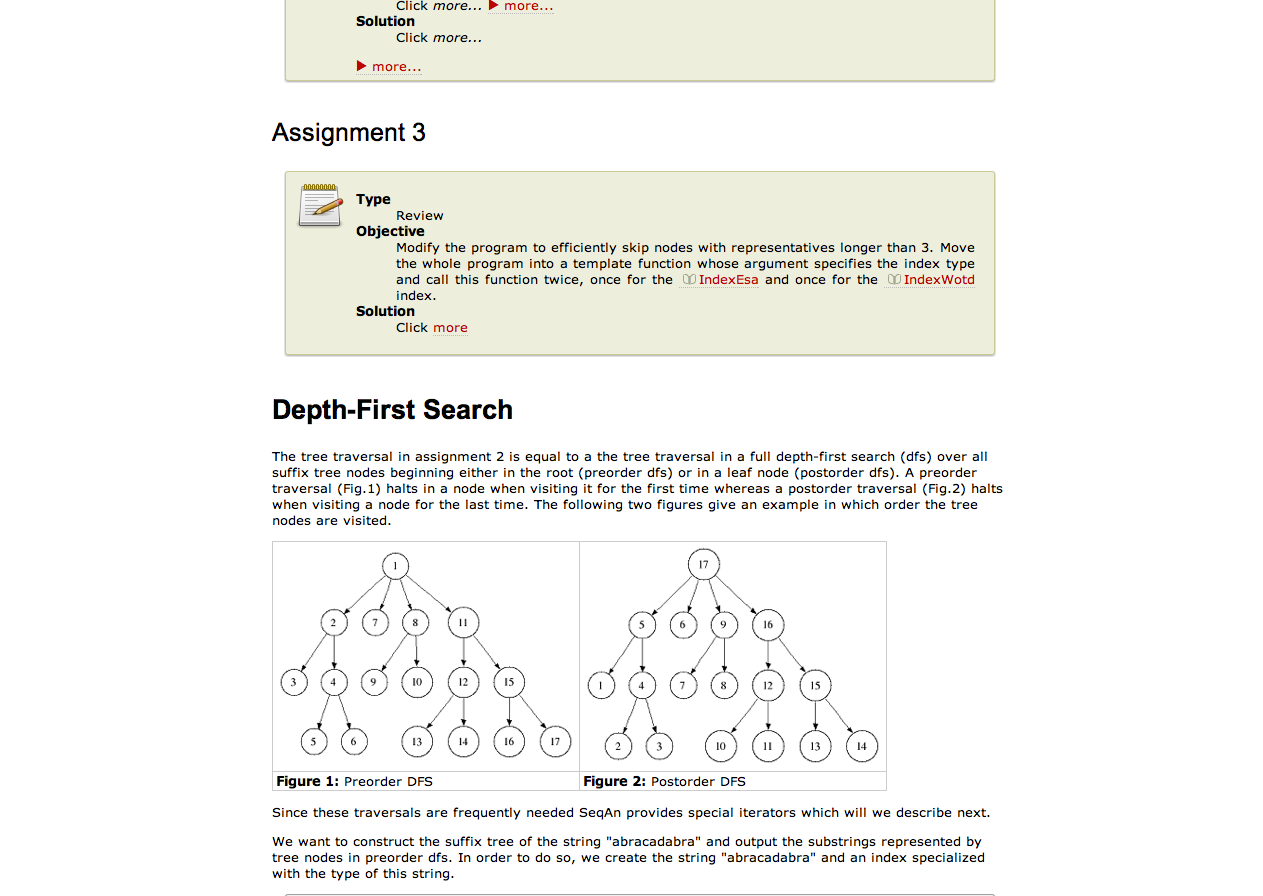 Click more... ▶ more...
Solution
Click more...
▶ more...
Assignment 3
Type
Review
Objective
Modify the program to efficiently skip nodes with representatives longer than 3. Move
the whole program into a template function whose argument specifies the index type
and call this function twice, once for the IndexEsa and once for the IndexWotd
index.
Solution
Click more
Depth-First Search
The tree traversal in assignment 2 is equal to a the tree traversal in a full depth-first search (dfs) over all
suffix tree nodes beginning either in the root (preorder dfs) or in a leaf node (postorder dfs). A preorder
traversal (Fig.1) halts in a node when visiting it for the first time whereas a postorder traversal (Fig.2) halts
when visiting a node for the last time. The following two figures give an example in which order the tree
nodes are visited.
1
2 7 8 11
3 4 9 10 12 15
5 6 13 14 16 17
Figure 1: Preorder DFS
17
5 6 9 16
1 4 7 8 12 15
2 3 10 11 13 14
Figure 2: Postorder DFS
Since these traversals are frequently needed SeqAn provides special iterators which will we describe next.
We want to construct the suffix tree of the string "abracadabra" and output the substrings represented by
tree nodes in preorder dfs. In order to do so, we create the string "abracadabra" and an index specialized
with the type of this string.